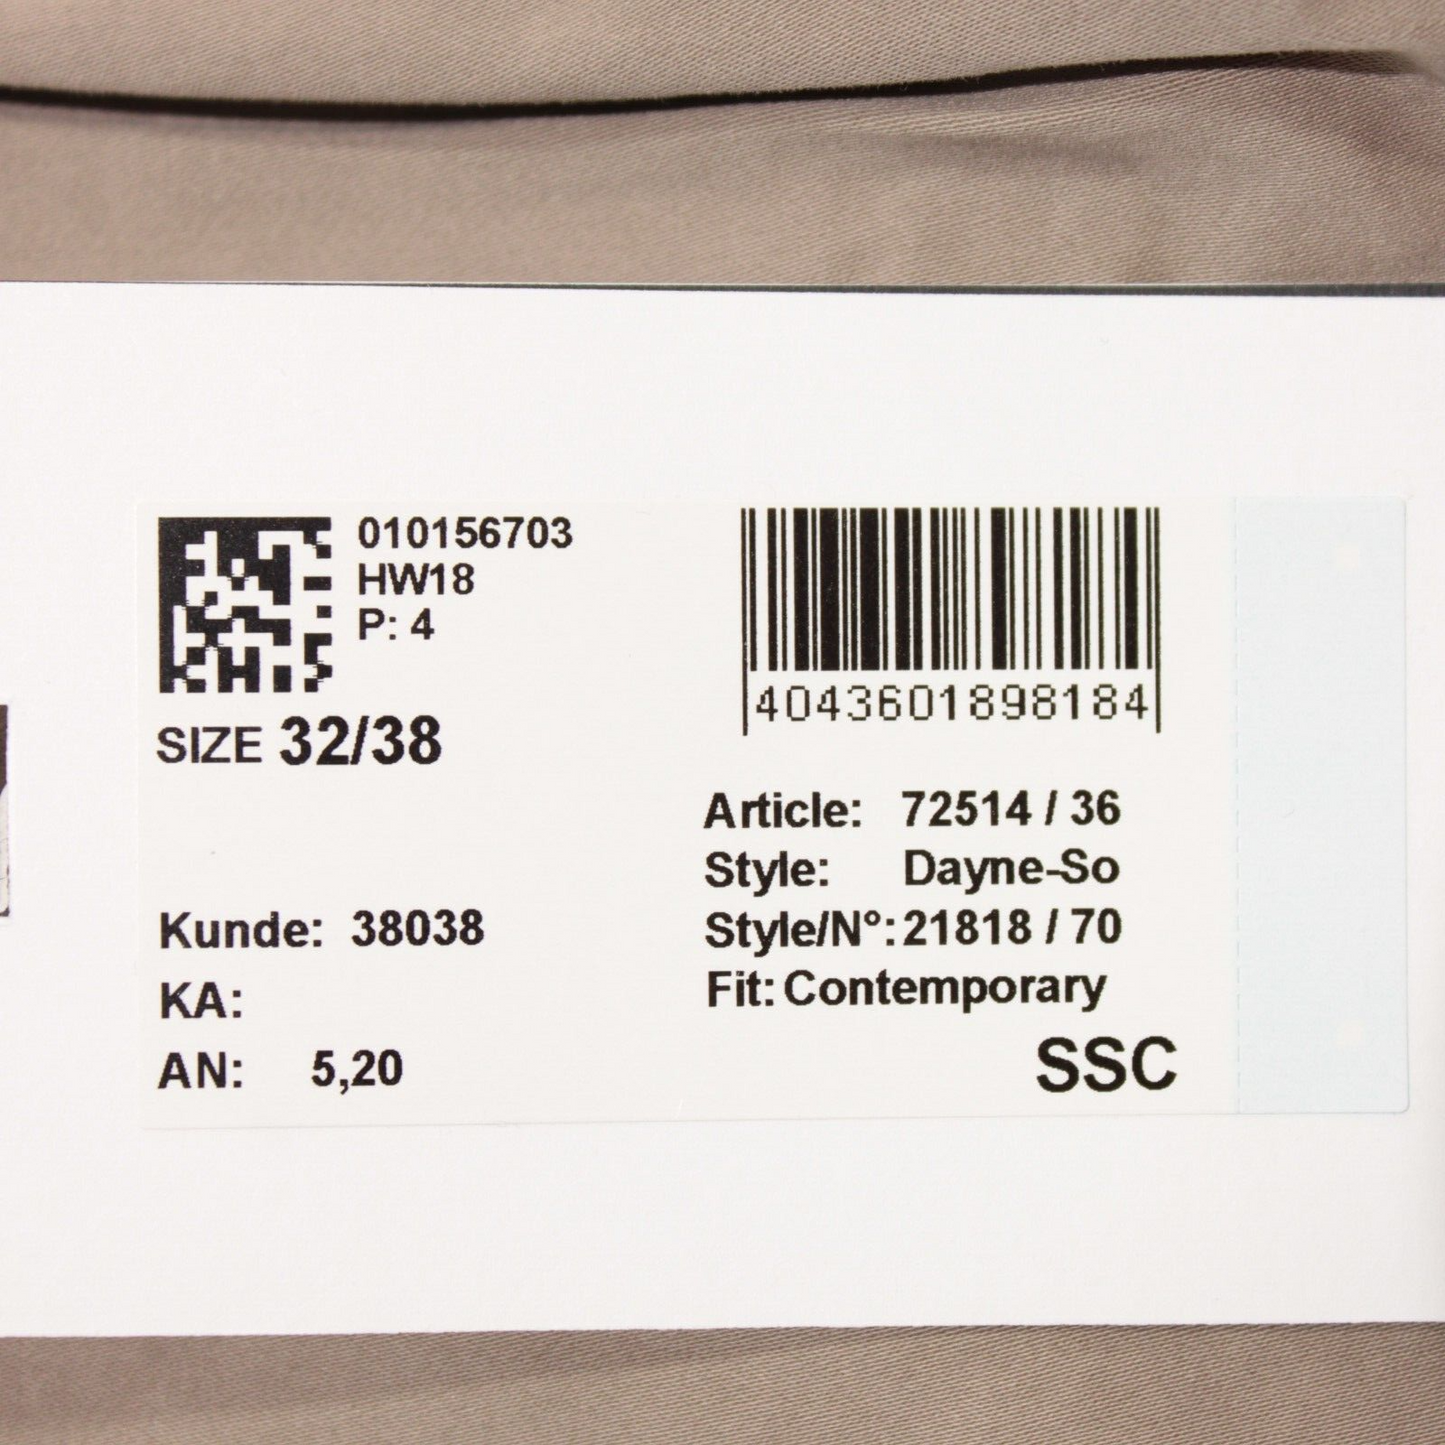 010156703
HW18
P: 4
SIZE 32/38
4043601898184
Article: 72514 / 36
Style: Dayne-So
Style/N°: 21818 / 70
Fit: Contemporary
SSC
Kunde: 38038
KA:
AN: 5,20